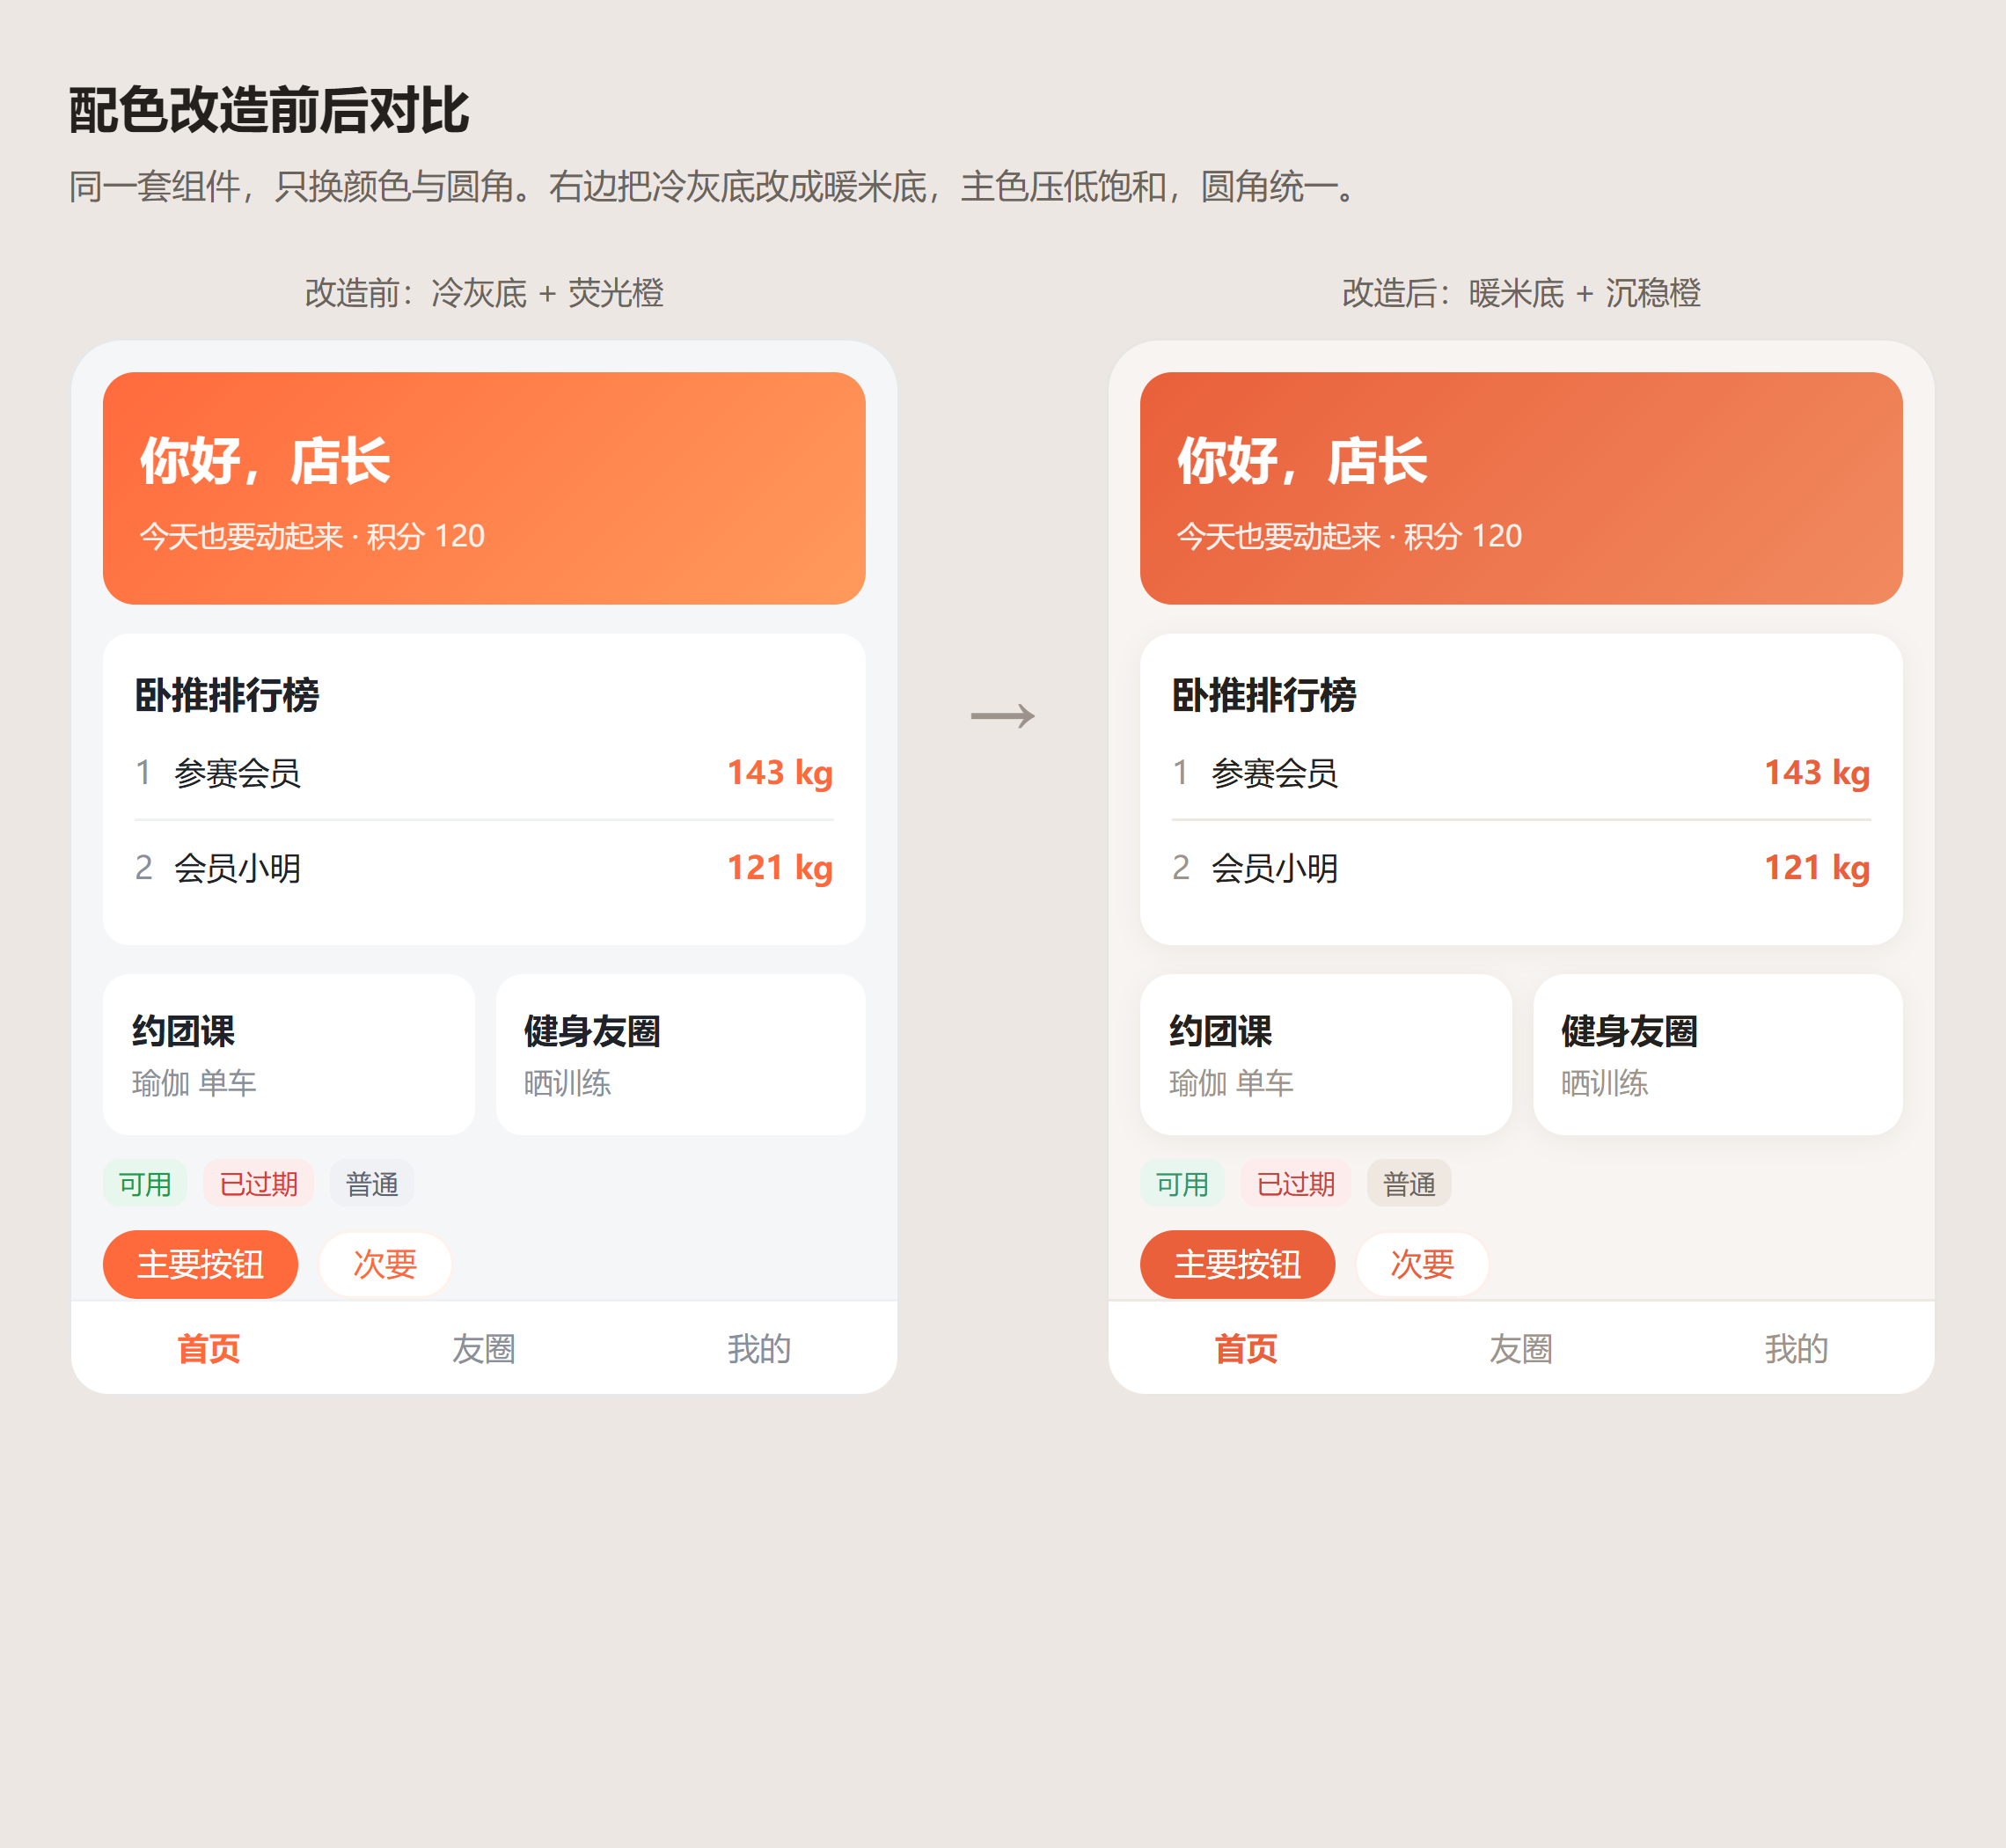 配色改造前后对比
同一套组件，只换颜色与圆角。右边把冷灰底改成暖米底，主色压低饱和，圆角统一。
改造前：冷灰底 + 荧光橙
你好，店长
今天也要动起来 · 积分 120
卧推排行榜
1 参赛会员 143 kg
2 会员小明 121 kg
约团课 健身友圈
瑜伽 单车 晒训练
可用 已过期 普通
主要按钮 次要
首页 友圈 我的
→
改造后：暖米底 + 沉稳橙
你好，店长
今天也要动起来 · 积分 120
卧推排行榜
1 参赛会员 143 kg
2 会员小明 121 kg
约团课 健身友圈
瑜伽 单车 晒训练
可用 已过期 普通
主要按钮 次要
首页 友圈 我的